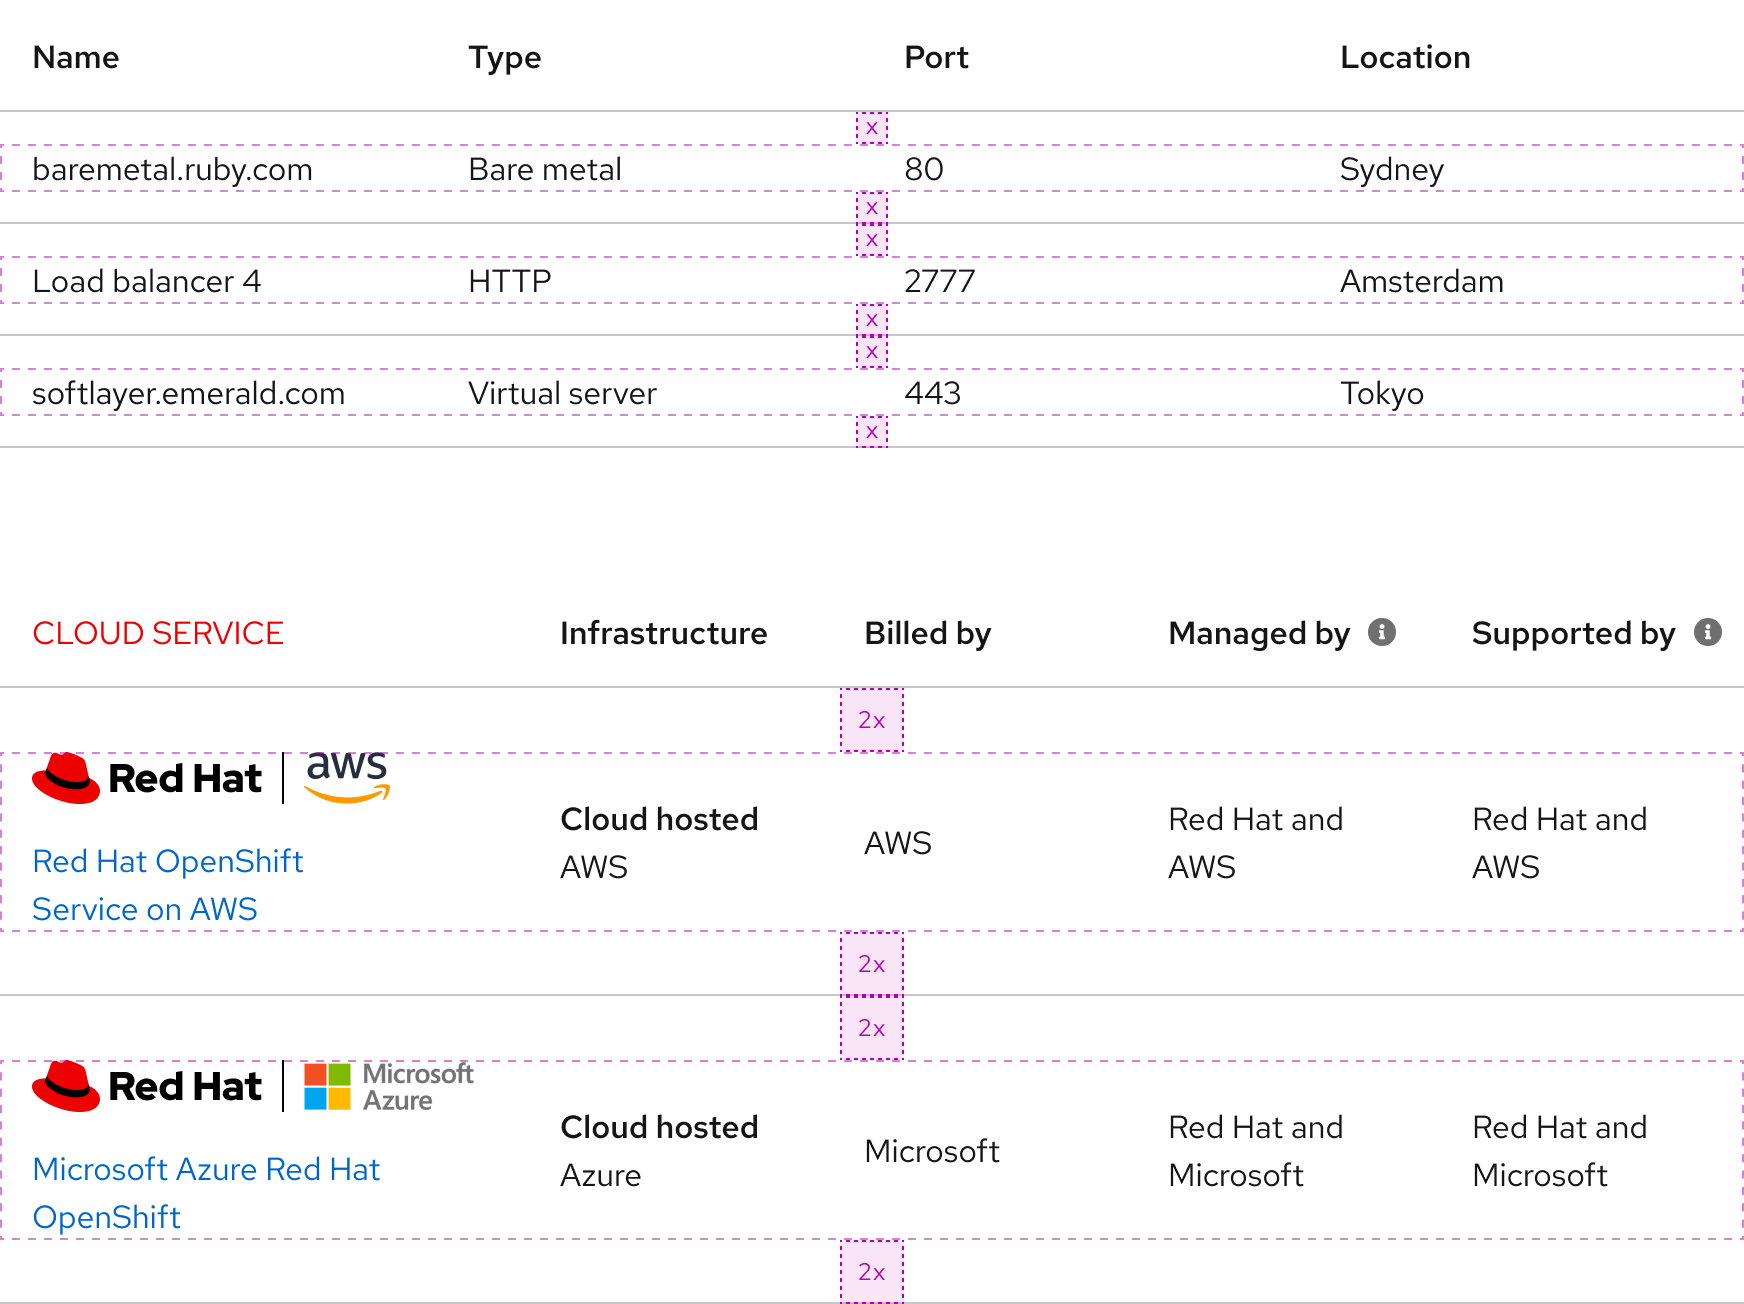 Name Type Port Location
x
baremetal.ruby.com Bare metal 80 Sydney
x
x
Load balancer 4 HTTP 2777 Amsterdam
x
x
softlayer.emerald.com Virtual server 443 Tokyo
x
CLOUD SERVICE Infrastructure Billed by Managed by i Supported by i
2x
Red Hat | aws
Red Hat OpenShift
Service on AWS
Cloud hosted
AWS
AWS
Red Hat and
AWS
Red Hat and
AWS
2x
2x
Red Hat | Microsoft
Azure
Microsoft Azure Red Hat
OpenShift
Cloud hosted
Azure
Microsoft
Red Hat and
Microsoft
Red Hat and
Microsoft
2x